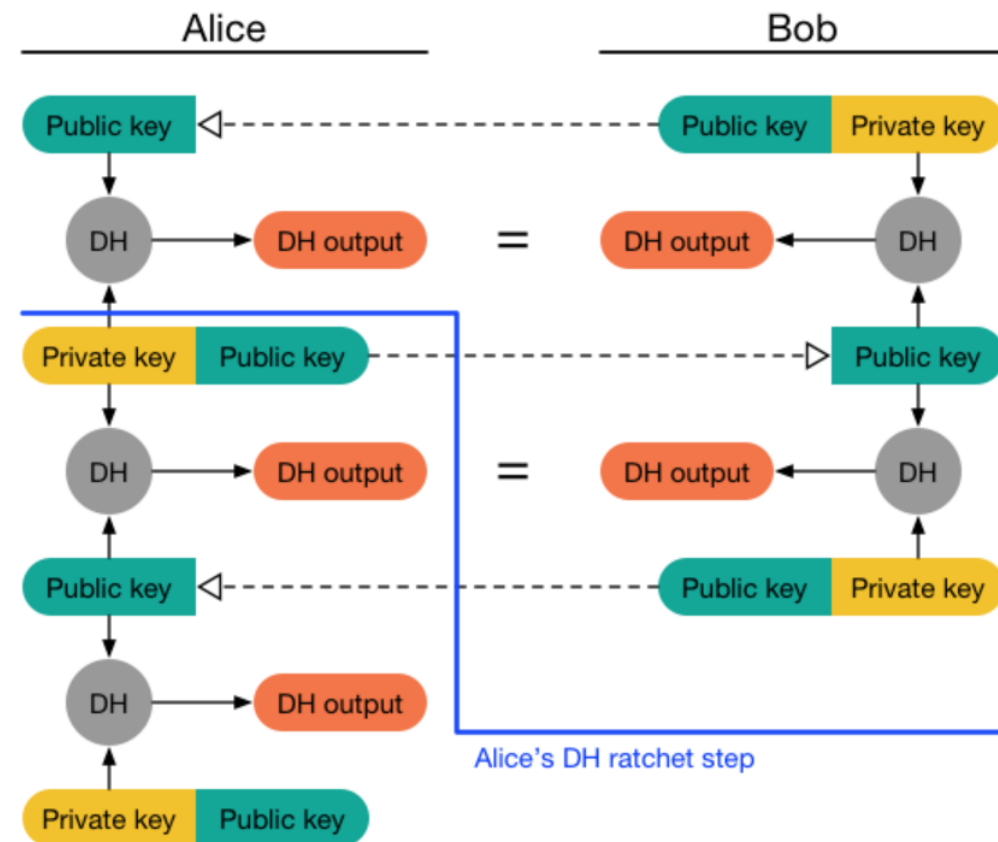 Alice Bob
Public key Public key Private key
DH DH output = DH output DH
Private key Public key Public key
DH DH output = DH output DH
Public key Public key Private key
DH DH output
Alice's DH ratchet step
Private key Public key